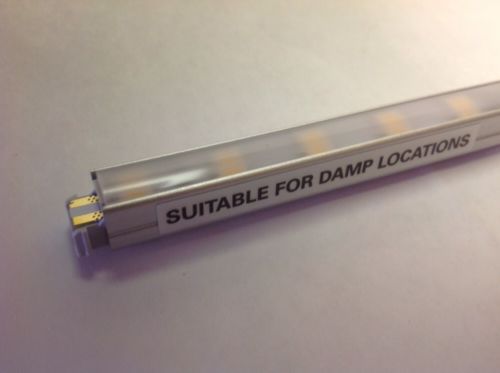 SUITABLE FOR DAMP LOCATIONS